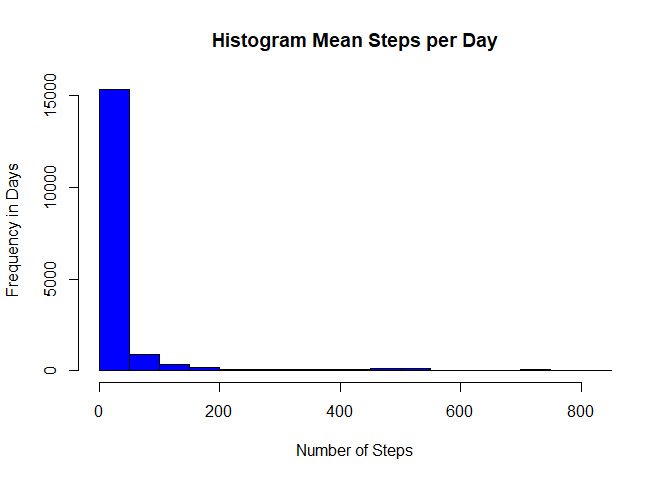 Histogram Mean Steps per Day
Frequency in Days
15000
10000
5000
0
0 200 400 600 800
Number of Steps